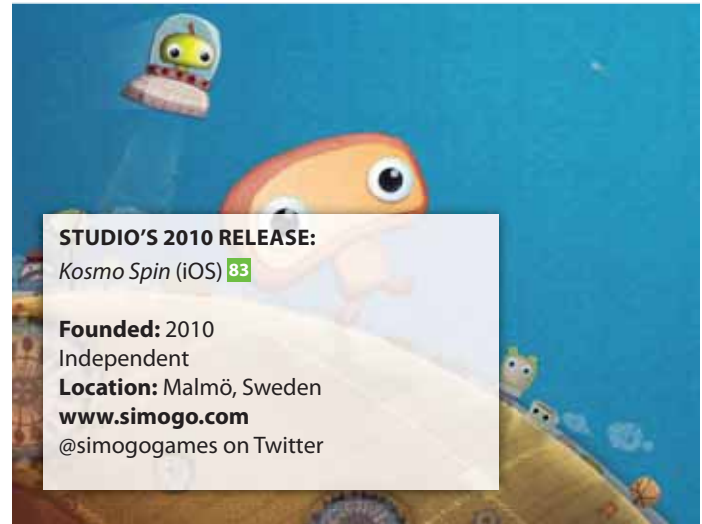 STUDIO'S 2010 RELEASE:
Kosmo Spin (iOS) 83
Founded: 2010
Independent
Location: Malmö, Sweden
www.simogo.com
@simogogames on Twitter